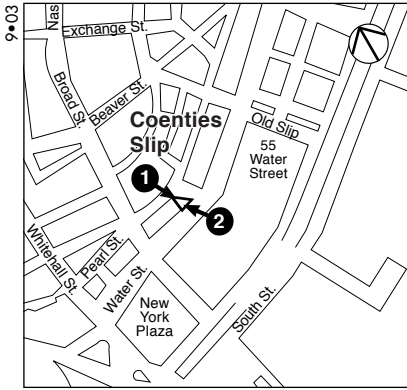 9•03
Nas
Exchange St.
Broad St.
Beaver St.
Coenties
Slip
Old Slip
55
Water
Street
1
2
Whitehall St.
Pearl St.
Water St.
New
York
Plaza
South St.